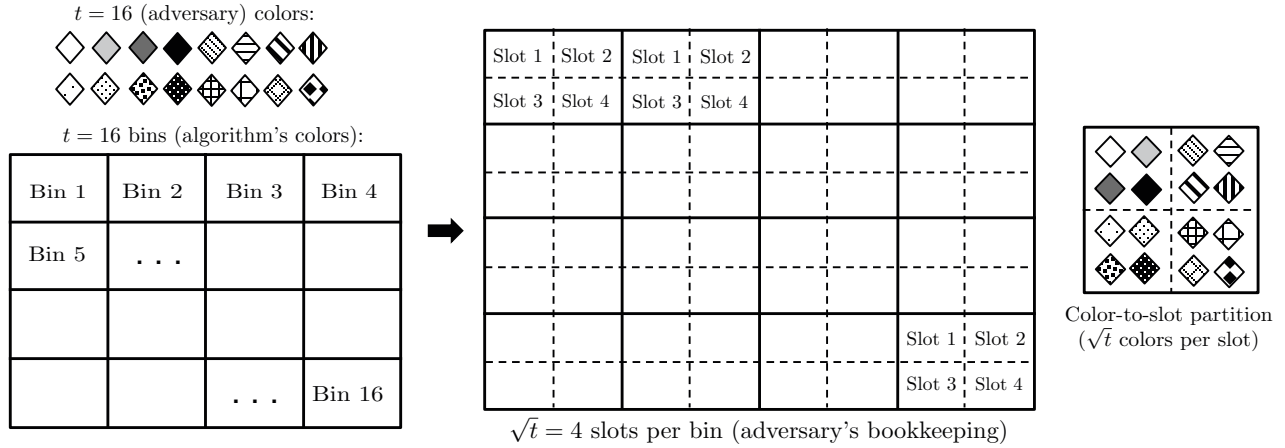 t = 16 (adversary) colors:
t = 16 bins (algorithm's colors):
Bin 1 Bin 2 Bin 3 Bin 4
Bin 5 . . .
. . . Bin 16
Slot 1 Slot 2 Slot 1 Slot 2
Slot 3 Slot 4 Slot 3 Slot 4
Slot 1 Slot 2
Slot 3 Slot 4
√t = 4 slots per bin (adversary's bookkeeping)
Color-to-slot partition
(√t colors per slot)